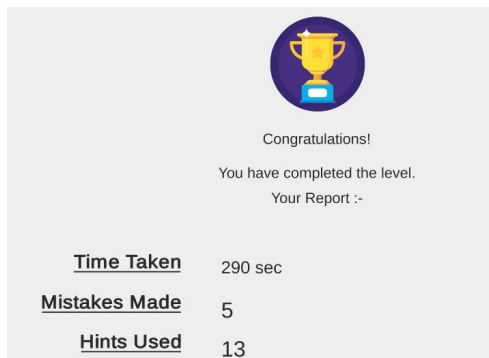 Congratulations!
You have completed the level.
Your Report :-
Time Taken 290 sec
Mistakes Made 5
Hints Used 13